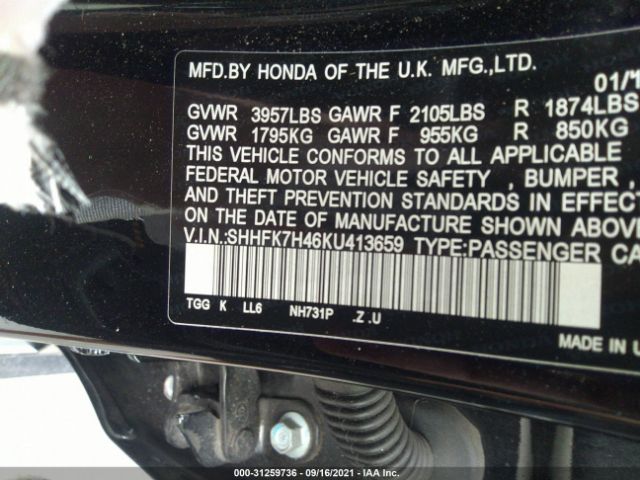 MFD.BY HONDA OF THE U.K. MFG.,LTD.
01/1
GVWR 3957LBS GAWR F 2105LBS R 1874LBS
GVWR 1795KG GAWR F 955KG R 850KG
THIS VEHICLE CONFORMS TO ALL APPLICABLE
FEDERAL MOTOR VEHICLE SAFETY , BUMPER ,
AND THEFT PREVENTION STANDARDS IN EFFECT
ON THE DATE OF MANUFACTURE SHOWN ABOVE
V.I.N.:SHHFK7H46KU413659 TYPE:PASSENGER CA
TGG K LL6 NH731P .Z .U
MADE IN U
000-31259736 - 09/16/2021 - IAA Inc.